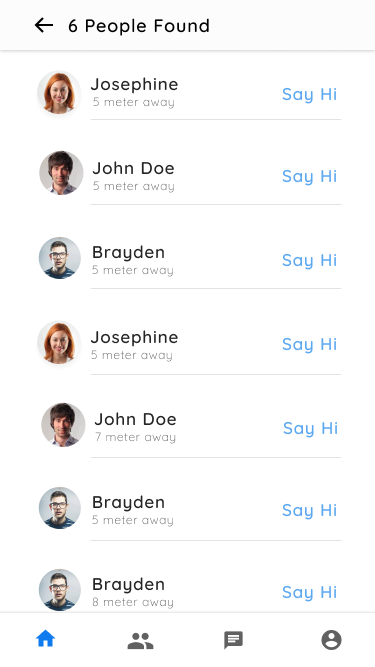 6 People Found
Josephine
5 meter away
Say Hi
John Doe
5 meter away
Say Hi
Brayden
5 meter away
Say Hi
Josephine
5 meter away
Say Hi
John Doe
7 meter away
Say Hi
Brayden
5 meter away
Say Hi
Brayden
8 meter away
Say Hi